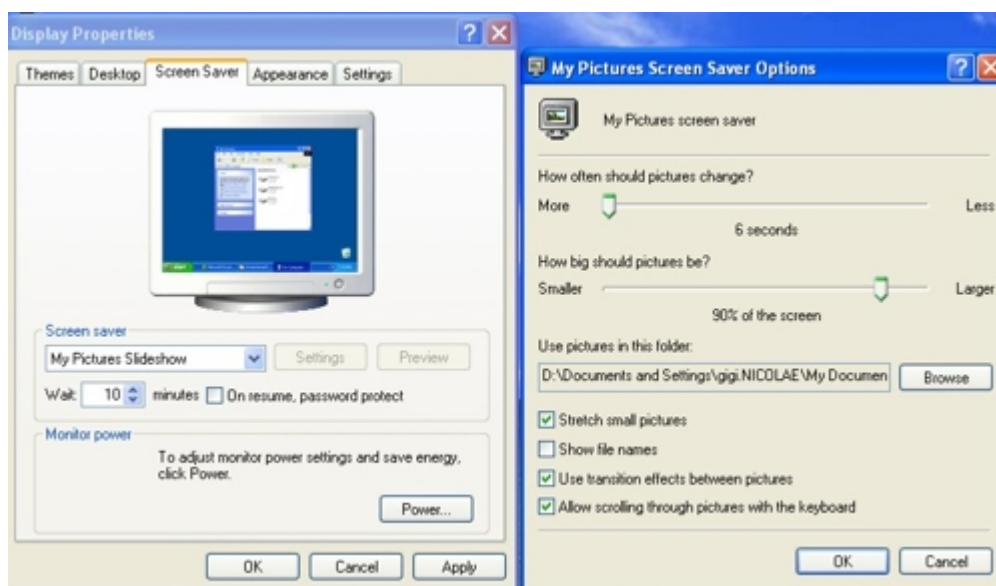 Display Properties
Themes Desktop Screen Saver Appearance Settings
Screen saver
My Pictures Slideshow Settings Preview
Wait: 10 minutes On resume, password protect
Monitor power
To adjust monitor power settings and save energy,
click Power.
Power...
OK Cancel Apply
My Pictures Screen Saver Options
My Pictures screen saver
How often should pictures change?
More Less
6 seconds
How big should pictures be?
Smaller Larger
90% of the screen
Use pictures in this folder:
D:\Documents and Settings\gigi.NICOLAE\My Documen Browse
Stretch small pictures
Show file names
Use transition effects between pictures
Allow scrolling through pictures with the keyboard
OK Cancel